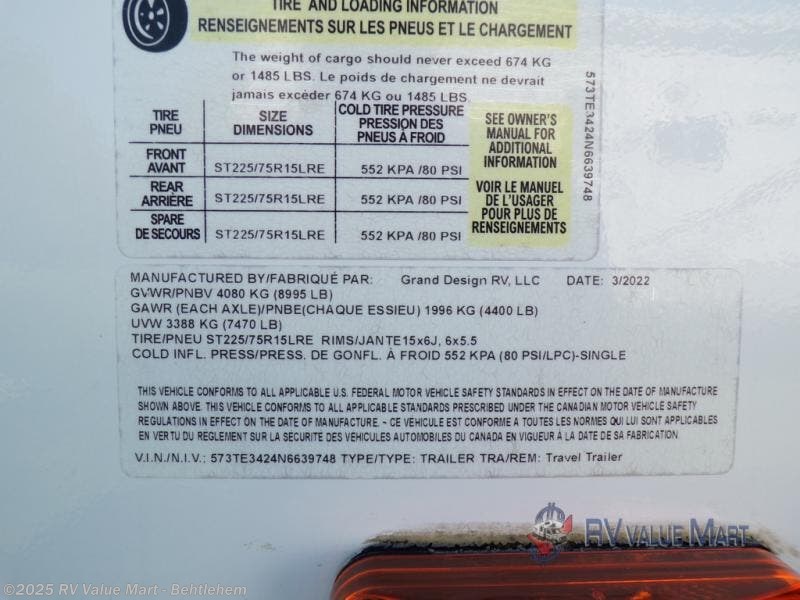 TIRE AND LOADING INFORMATION
RENSEIGNEMENTS SUR LES PNEUS ET LE CHARGEMENT
The weight of cargo should never exceed 674 KG
or 1485 LBS. Le poids de chargement ne devrait
jamais excéder 674 KG ou 1485 LBS.
TIRE
PNEU
SIZE
DIMENSIONS
COLD TIRE PRESSURE
PRESSION DES
PNEUS À FROID
SEE OWNER'S
MANUAL FOR
ADDITIONAL
INFORMATION
VOIR LE MANUEL
DE L'USAGER
POUR PLUS DE
RENSEIGNEMENTS
FRONT
AVANT
ST225/75R15LRE
552 KPA /80 PSI
REAR
ARRIÈRE
ST225/75R15LRE
552 KPA /80 PSI
SPARE
DE SECOURS
ST225/75R15LRE
552 KPA /80 PSI
573TE3424N6639748
MANUFACTURED BY/FABRIQUÉ PAR: Grand Design RV, LLC DATE: 3/2022
GVWR/PNBV 4080 KG (8995 LB)
GAWR (EACH AXLE)/PNBE(CHAQUE ESSIEU) 1996 KG (4400 LB)
UVW 3388 KG (7470 LB)
TIRE/PNEU ST225/75R15LRE RIMS/JANTE15x6J, 6x5.5
COLD INFL. PRESS/PRESS. DE GONFL. À FROID 552 KPA (80 PSI/LPC)-SINGLE
THIS VEHICLE CONFORMS TO ALL APPLICABLE U.S. FEDERAL MOTOR VEHICLE SAFETY STANDARDS IN EFFECT ON THE DATE OF MANUFACTURE
SHOWN ABOVE. THIS VEHICLE CONFORMS TO ALL APPLICABLE STANDARDS PRESCRIBED UNDER THE CANADIAN MOTOR VEHICLE SAFETY
REGULATIONS IN EFFECT ON THE DATE OF MANUFACTURE. - CE VEHICULE EST CONFORME A TOUTES LES NORMES QUI LUI SONT APPLICABLES
EN VERTU DU REGLEMENT SUR LA SECURITE DES VEHICULES AUTOMOBILES DU CANADA EN VIGUEUR À LA DATE DE SA FABRICATION
V.I.N./N.I.V.: 573TE3424N6639748 TYPE/TYPE: TRAILER TRA/REM: Travel Trailer
RV VALUE MART
©2025 RV Value Mart - Behtlehem